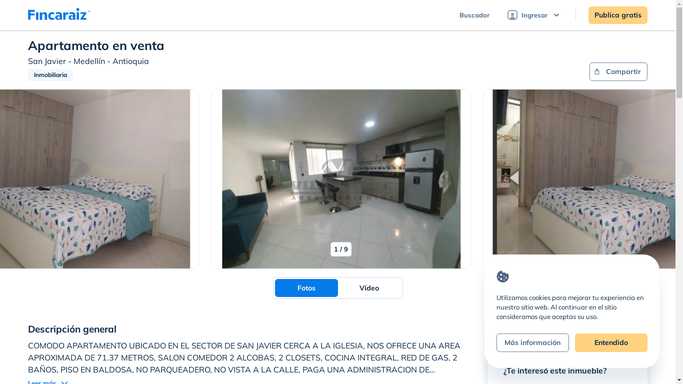 Fincaraiz
Buscador
Ingresar
Publica gratis
Apartamento en venta
San Javier - Medellín - Antioquia
Inmobiliaria
Compartir
1 / 9
Fotos
Video
Descripción general
COMODO APARTAMENTO UBICADO EN EL SECTOR DE SAN JAVIER CERCA A LA IGLESIA, NOS OFRECE UNA AREA
APROXIMADA DE 71.37 METROS, SALON COMEDOR 2 ALCOBAS, 2 CLOSETS, COCINA INTEGRAL, RED DE GAS, 2
BAÑOS, PISO EN BALDOSA, NO PARQUEADERO, NO VISTA A LA CALLE, PAGA UNA ADMINISTRACION DE...
Leer más
Utilizamos cookies para mejorar tu experiencia en
nuestro sitio web. Al continuar en el sitio
consideramos que aceptas su uso.
Más información
Entendido
¿Te interesó este inmueble?